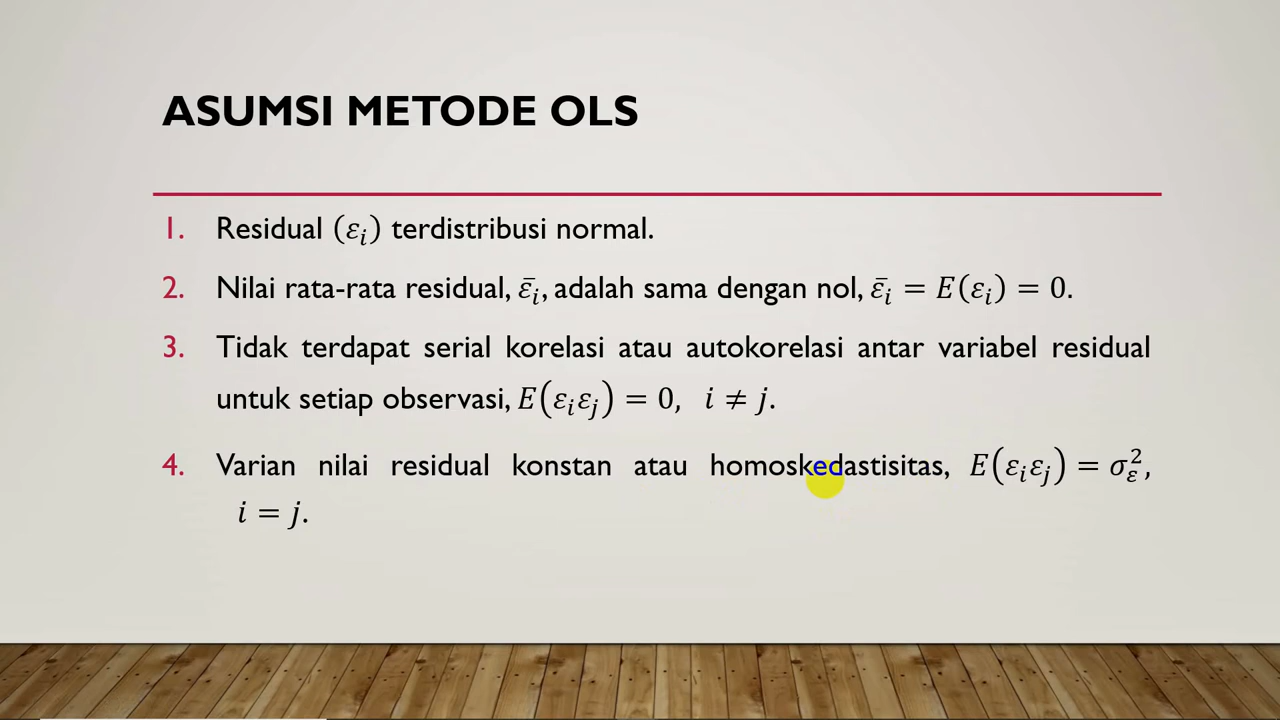 ASUMSI METODE OLS
1. Residual (εᵢ) terdistribusi normal.
2. Nilai rata-rata residual, ε̄ᵢ, adalah sama dengan nol, ε̄ᵢ = E(εᵢ) = 0.
3. Tidak terdapat serial korelasi atau autokorelasi antar variabel residual
untuk setiap observasi, E(εᵢεⱼ) = 0, i ≠ j.
4. Varian nilai residual konstan atau homoskedastisitas, E(εᵢεⱼ) = σ²_ε,
i = j.